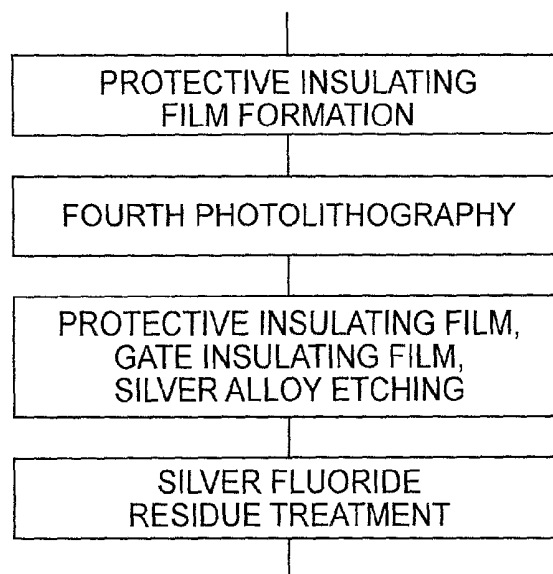 PROTECTIVE INSULATING
FILM FORMATION
FOURTH PHOTOLITHOGRAPHY
PROTECTIVE INSULATING FILM,
GATE INSULATING FILM,
SILVER ALLOY ETCHING
SILVER FLUORIDE
RESIDUE TREATMENT